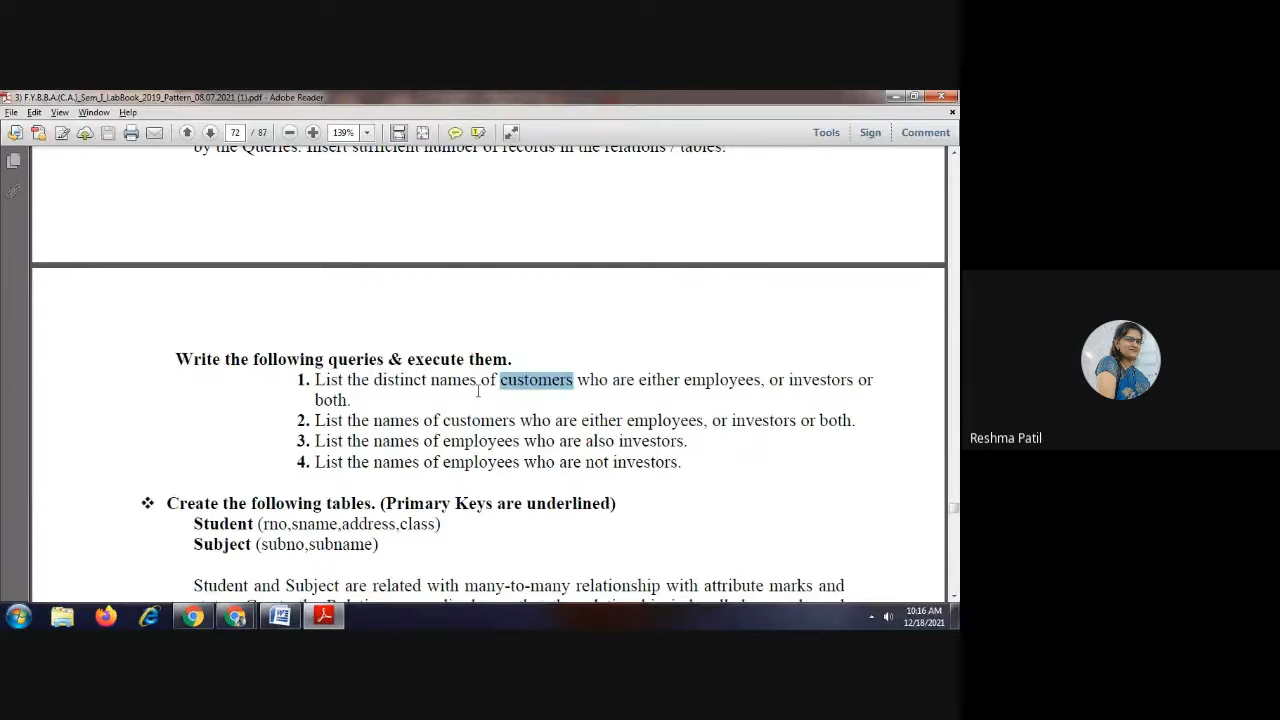 3) F.Y.B.B.A.(C.A.)_Sem_I_LabBook_2019_Pattern_08.07.2021 (1).pdf - Adobe Reader
File Edit View Window Help
72 / 87 139% Tools Sign Comment
by the Queries. Insert sufficient number of records in the relations / tables.
Write the following queries & execute them.
1. List the distinct names of customers who are either employees, or investors or
both.
2. List the names of customers who are either employees, or investors or both.
3. List the names of employees who are also investors.
4. List the names of employees who are not investors.
❖ Create the following tables. (Primary Keys are underlined)
Student (rno,sname,address,class)
Subject (subno,subname)
Student and Subject are related with many-to-many relationship with attribute marks and
Reshma Patil
10:16 AM
12/18/2021